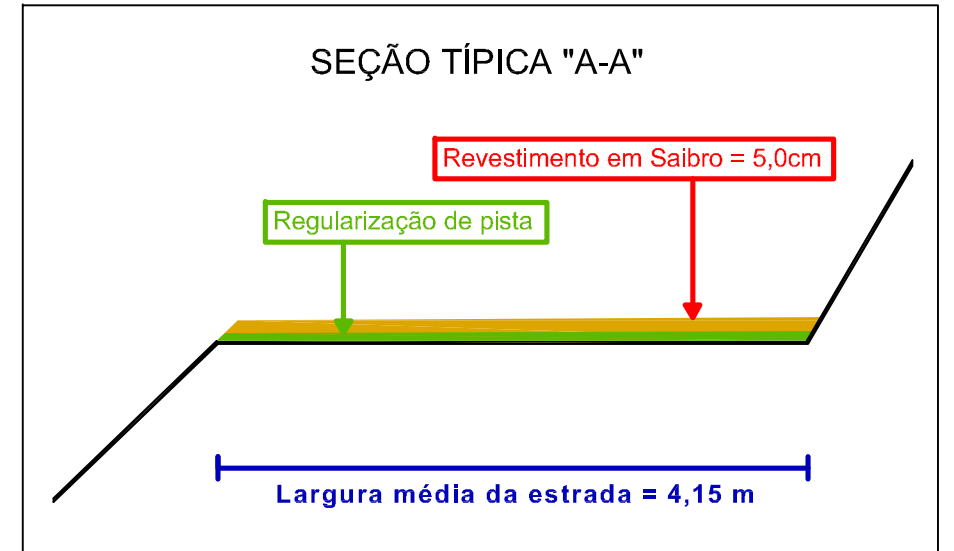 SEÇÃO TÍPICA "A-A"
Revestimento em Saibro = 5,0cm
Regularização de pista
Largura média da estrada = 4,15 m